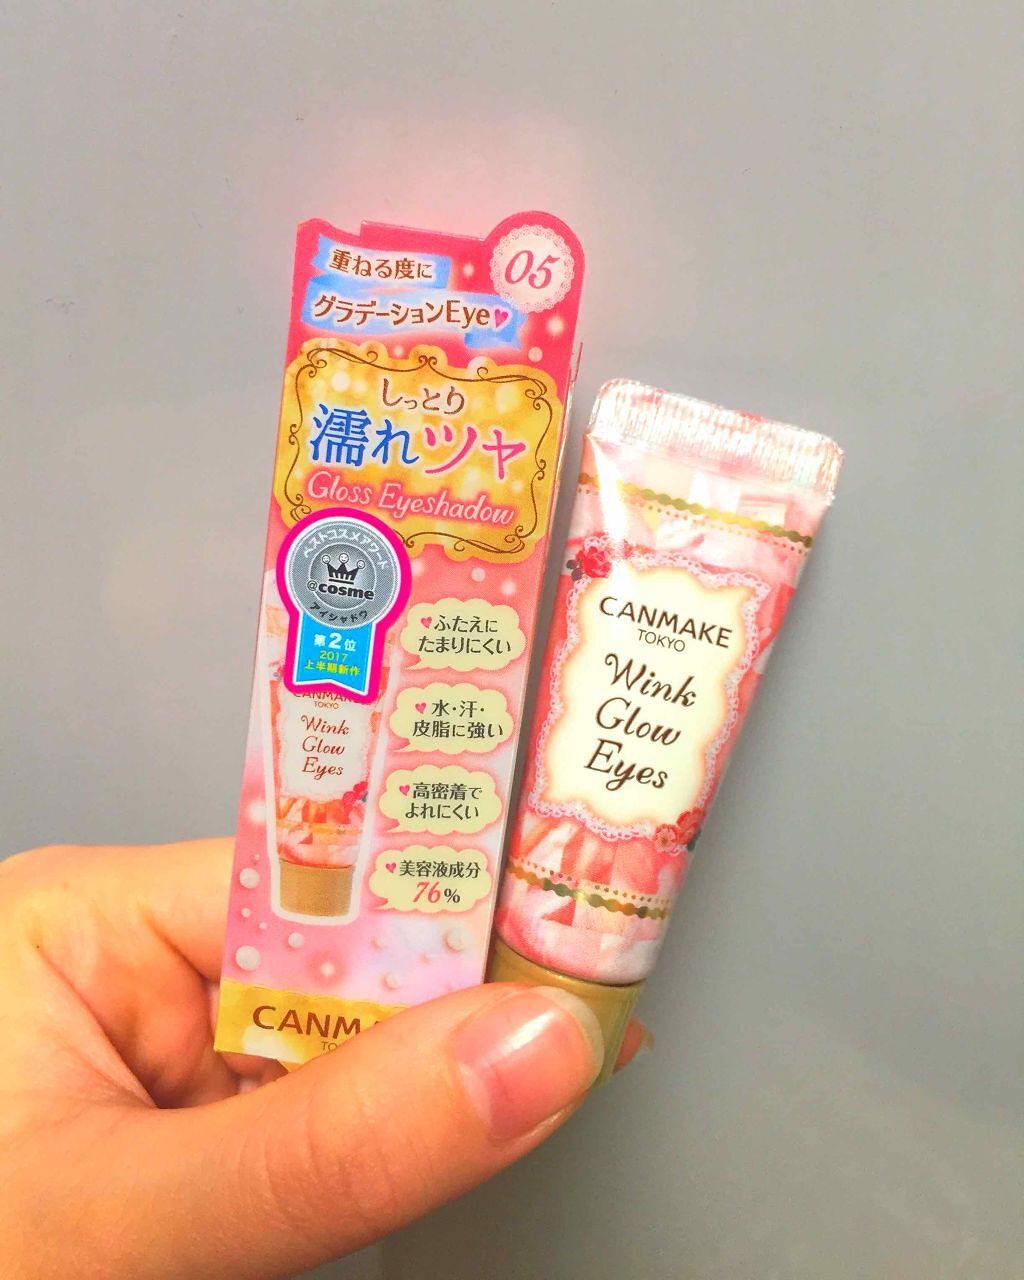 05
重ねる度に
グラデーションEye♥
しっとり
濡れツヤ
Gloss Eyeshadow
ベストコスメアワード
@cosme
アイシャドウ
第2位
2017
上半期新作
CANMAKE
TOKYO
Wink
Glow
Eyes
♥ふたえに
たまりにくい
♥水・汗・
皮脂に強い
♥高密着で
よれにくい
♥美容液成分
76%
CANM
TO
CANMAKE
TOKYO
Wink
Glow
Eyes